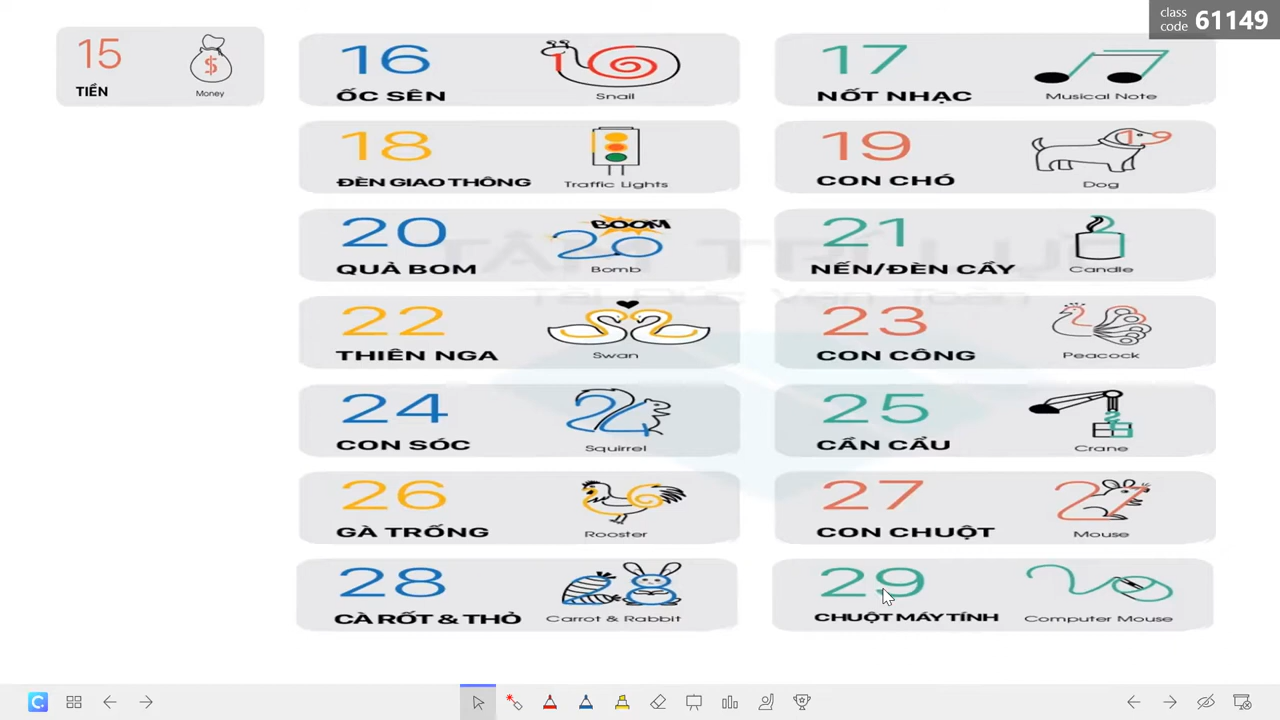 class code 61149
15
TIỀN
Money
16
ỐC SÊN
Snail
17
NỐT NHẠC
Musical Note
18
ĐÈN GIAO THÔNG
Traffic Lights
19
CON CHÓ
Dog
20
QUẢ BOM
BOOM
Bomb
21
NẾN/ĐÈN CẦY
Candle
22
THIÊN NGA
Swan
23
CON CÔNG
Peacock
24
CON SÓC
Squirrel
25
CẦN CẨU
Crane
26
GÀ TRỐNG
Rooster
27
CON CHUỘT
Mouse
28
CÀ RỐT & THỎ
Carrot & Rabbit
29
CHUỘT MÁY TÍNH
Computer Mouse